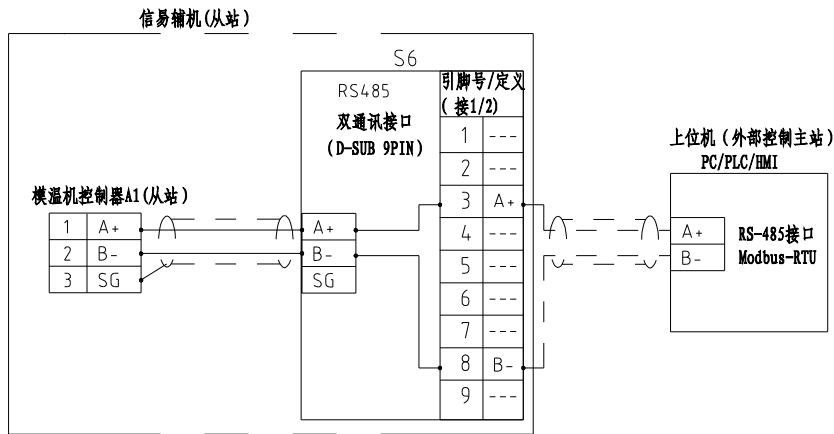 信易辅机(从站)
S6
RS485
双通讯接口
(D-SUB 9PIN)
引脚号/定义
(接1/2)
1 ---
2 ---
3 A+
4 ---
5 ---
6 ---
7 ---
8 B-
9 ---
模温机控制器A1(从站)
1 A+
2 B-
3 SG
A+
B-
SG
上位机(外部控制主站)
PC/PLC/HMI
A+
B-
RS-485接口
Modbus-RTU